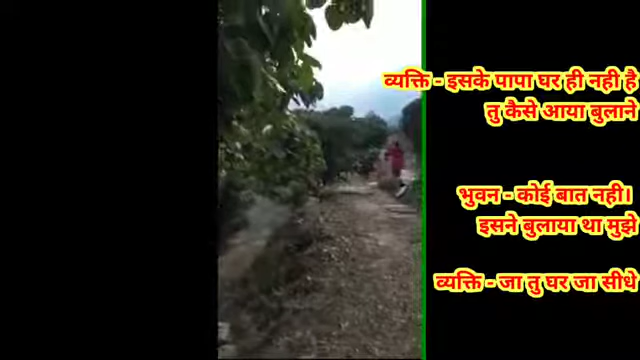 व्यक्ति - इसके पापा घर ही नही है
तु कैसे आया बुलाने
भुवन - कोई बात नही।
इसने बुलाया था मुझे
व्यक्ति - जा तु घर जा सीधे